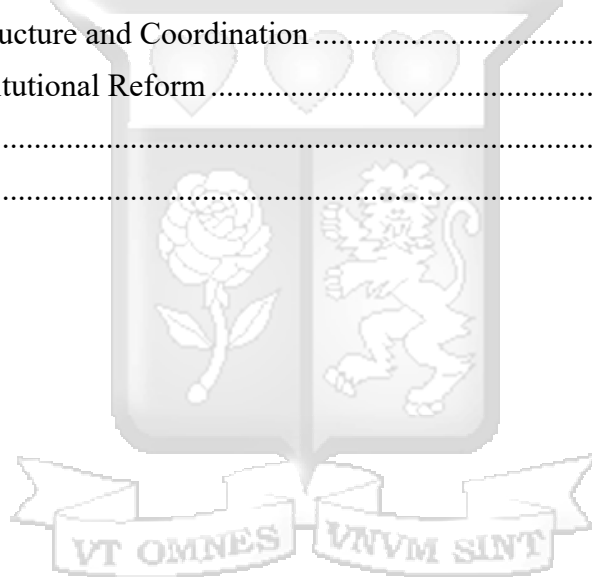 ucture and Coordination ......................................
itutional Reform ....................................................
................................................................................
................................................................................
VT OMNES VNVM SINT